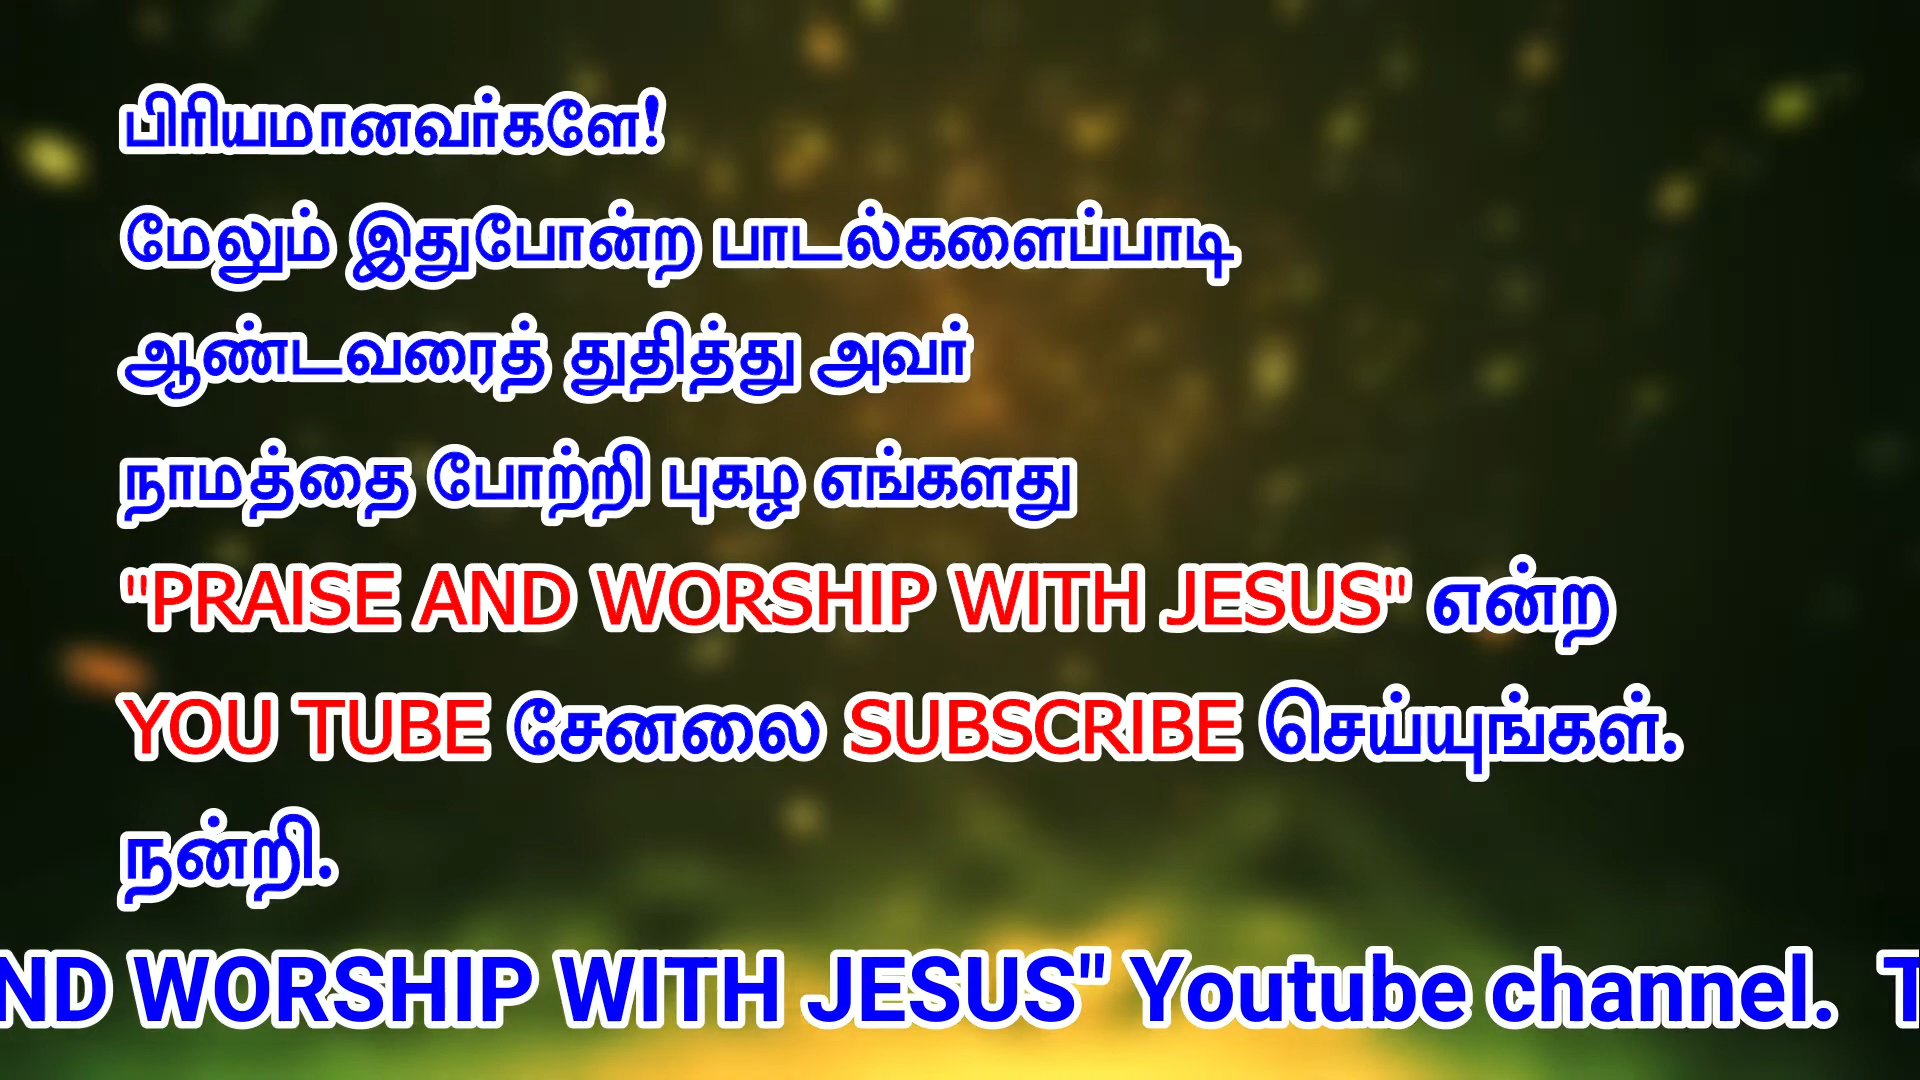 பிரியமானவர்களே!
மேலும் இதுபோன்ற பாடல்களைப்பாடி
ஆண்டவரைத் துதித்து அவர்
நாமத்தை போற்றி புகழ எங்களது
"PRAISE AND WORSHIP WITH JESUS" என்ற
YOU TUBE சேனலை SUBSCRIBE செய்யுங்கள்.
நன்றி.
ND WORSHIP WITH JESUS" Youtube channel. T